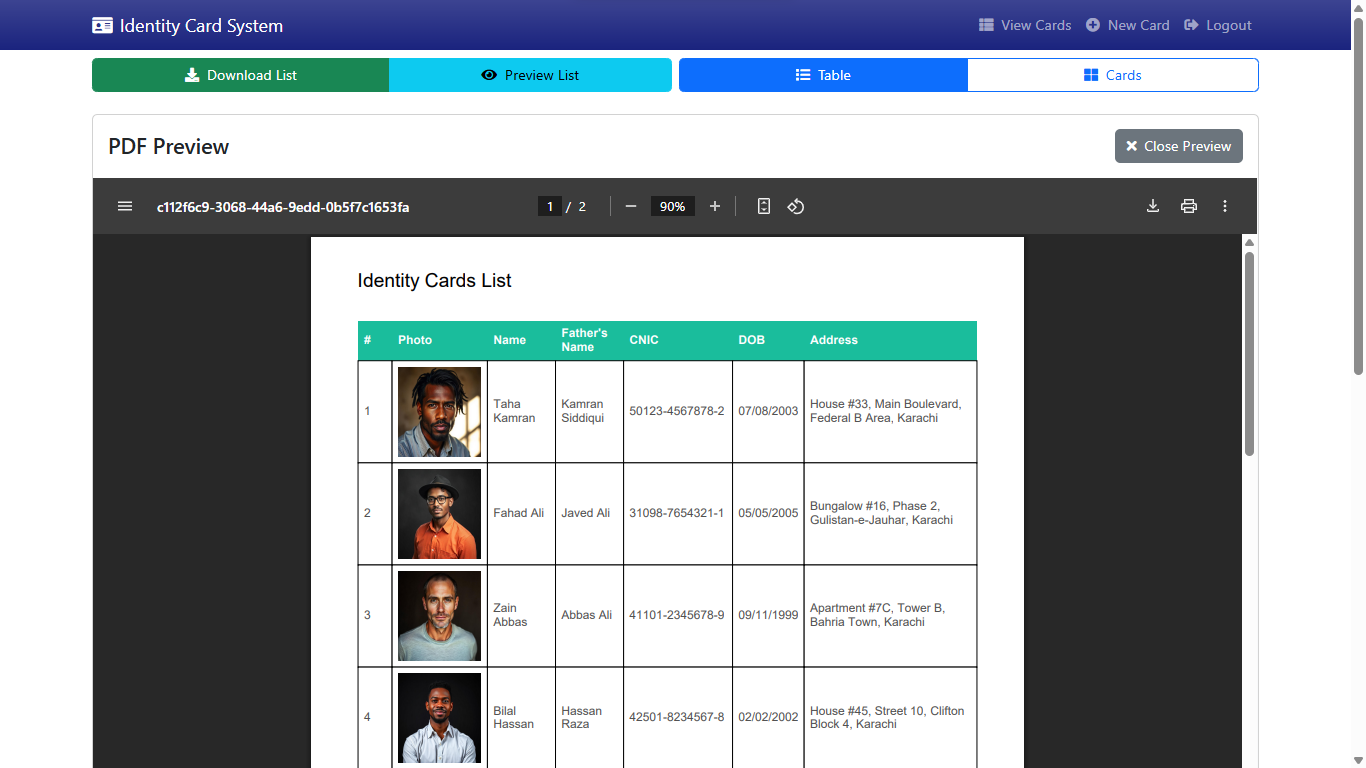 Identity Card System
View Cards
New Card
Logout
Download List
Preview List
Table
Cards
PDF Preview
Close Preview
c112f6c9-3068-44a6-9edd-0b5f7c1653fa
1 / 2
90%
Identity Cards List
# Photo Name Father's Name CNIC DOB Address
1 Taha Kamran Kamran Siddiqui 50123-4567878-2 07/08/2003 House #33, Main Boulevard, Federal B Area, Karachi
2 Fahad Ali Javed Ali 31098-7654321-1 05/05/2005 Bungalow #16, Phase 2, Gulistan-e-Jauhar, Karachi
3 Zain Abbas Abbas Ali 41101-2345678-9 09/11/1999 Apartment #7C, Tower B, Bahria Town, Karachi
4 Bilal Hassan Hassan Raza 42501-8234567-8 02/02/2002 House #45, Street 10, Clifton Block 4, Karachi